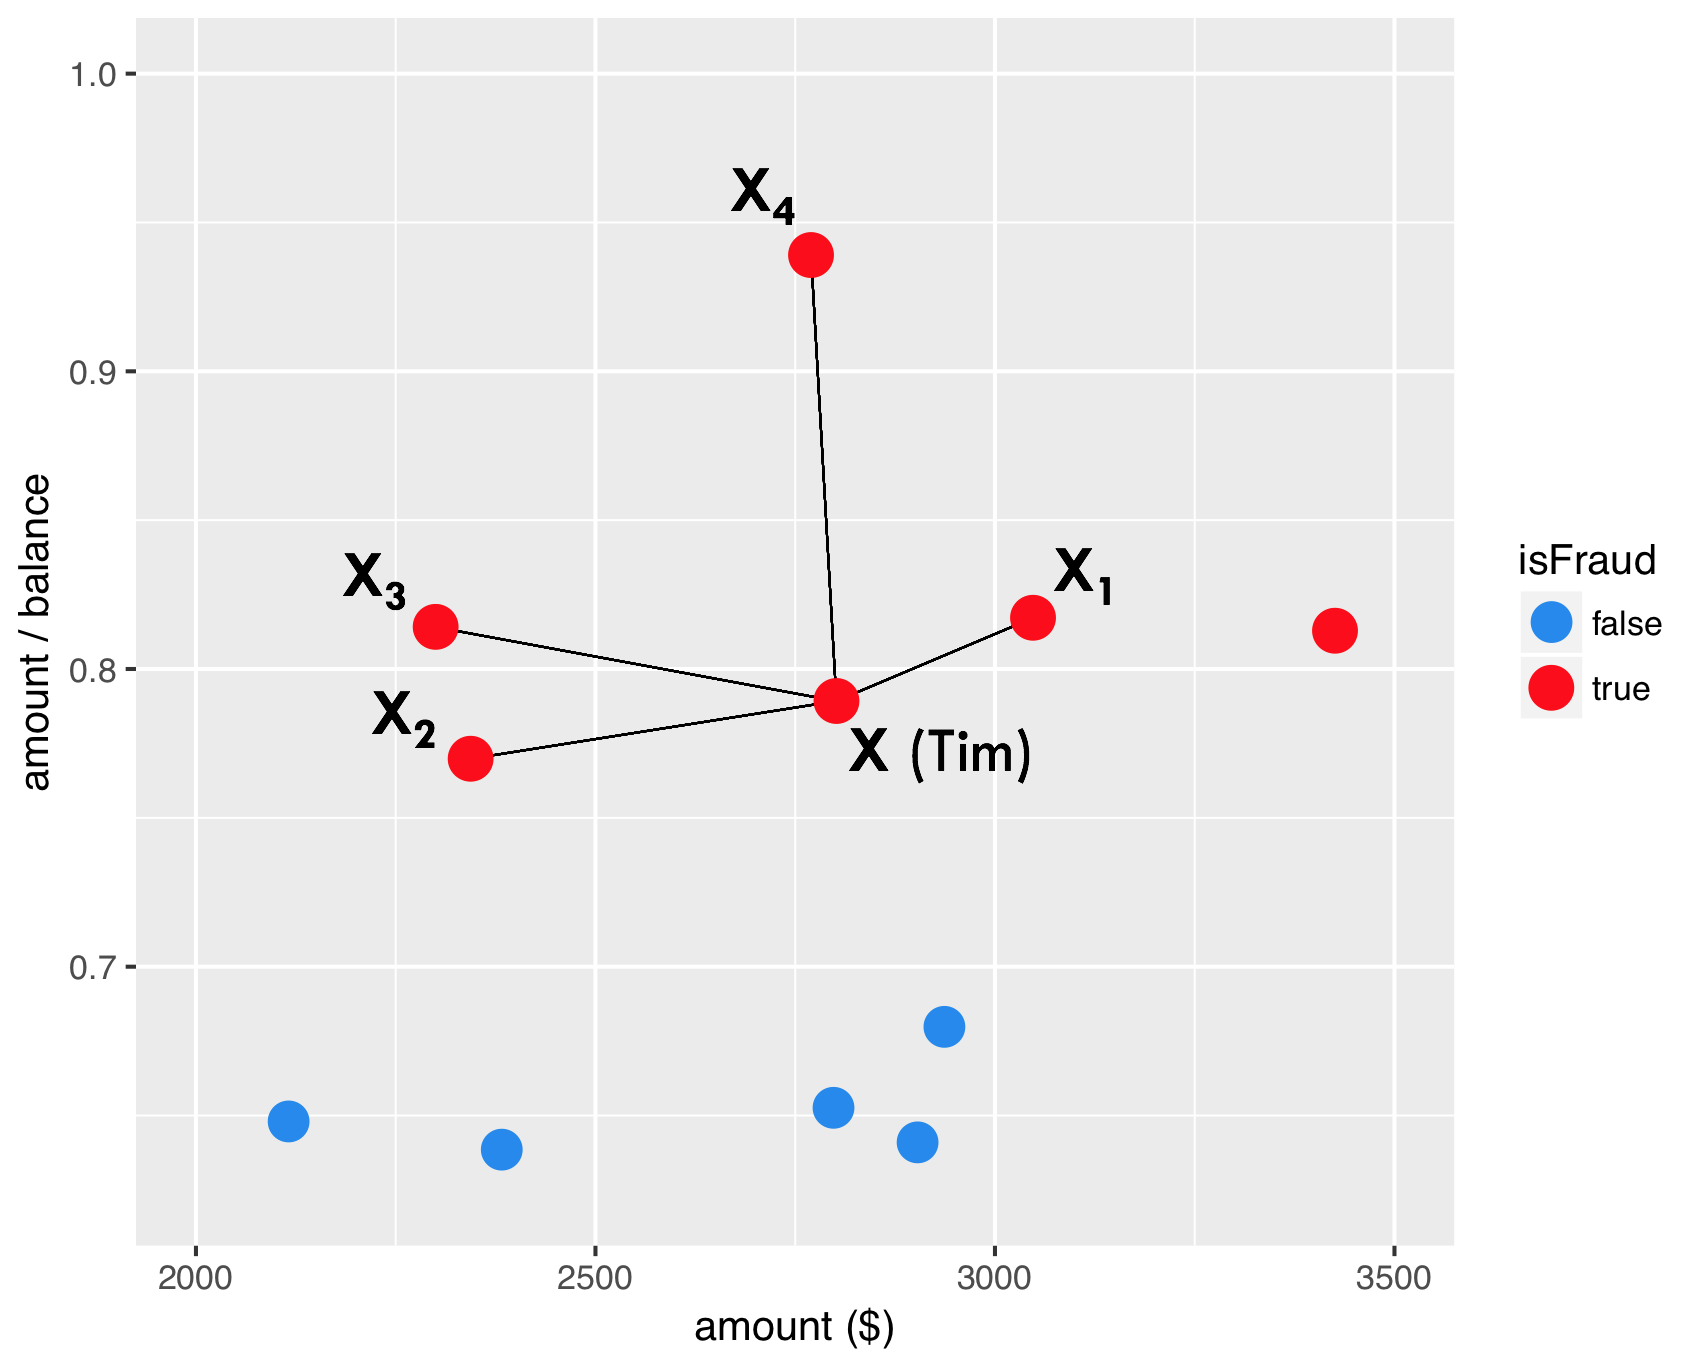 1.0
0.9
0.8
0.7
amount / balance
X4
X3
X2
X1
X (Tim)
2000
2500
3000
3500
amount ($)
isFraud
false
true